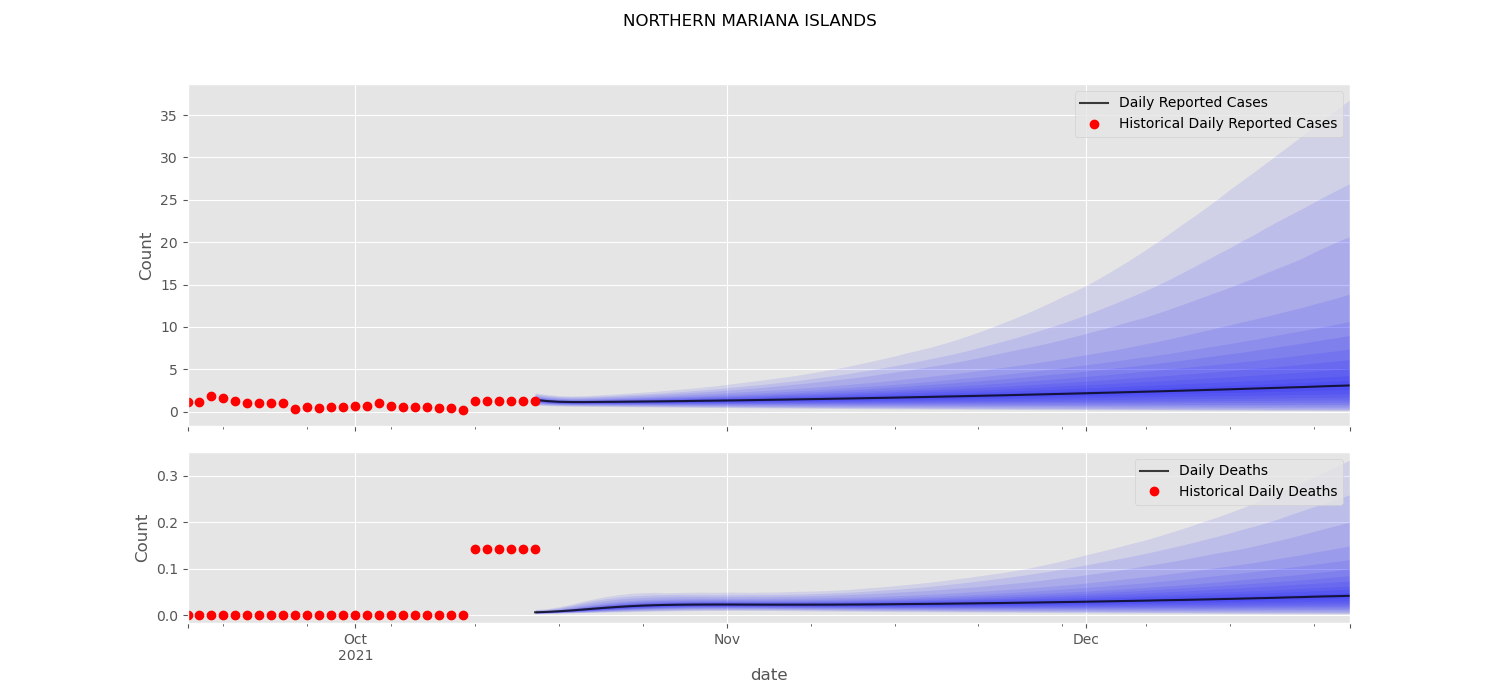 NORTHERN MARIANA ISLANDS
Daily Reported Cases
Historical Daily Reported Cases
35
30
25
20
15
10
5
0
Count
Daily Deaths
Historical Daily Deaths
0.3
0.2
0.1
0.0
Count
Oct
2021
Nov
Dec
date